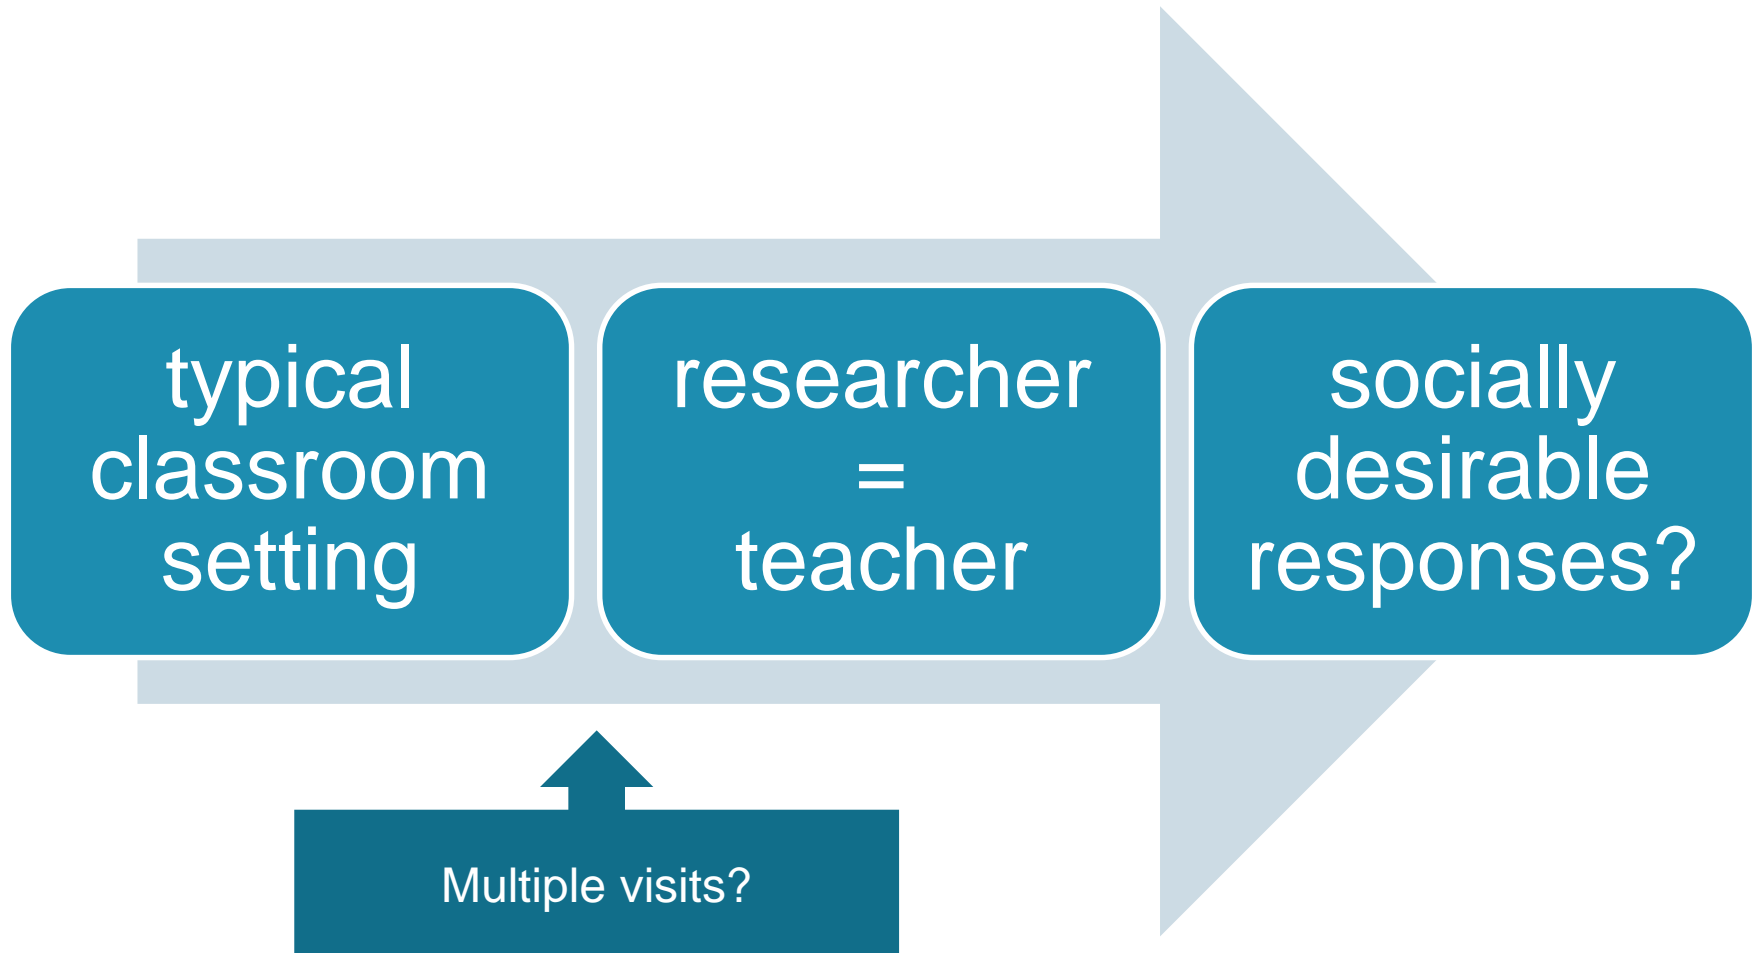 typical
classroom
setting
researcher
=
teacher
socially
desirable
responses?
Multiple visits?